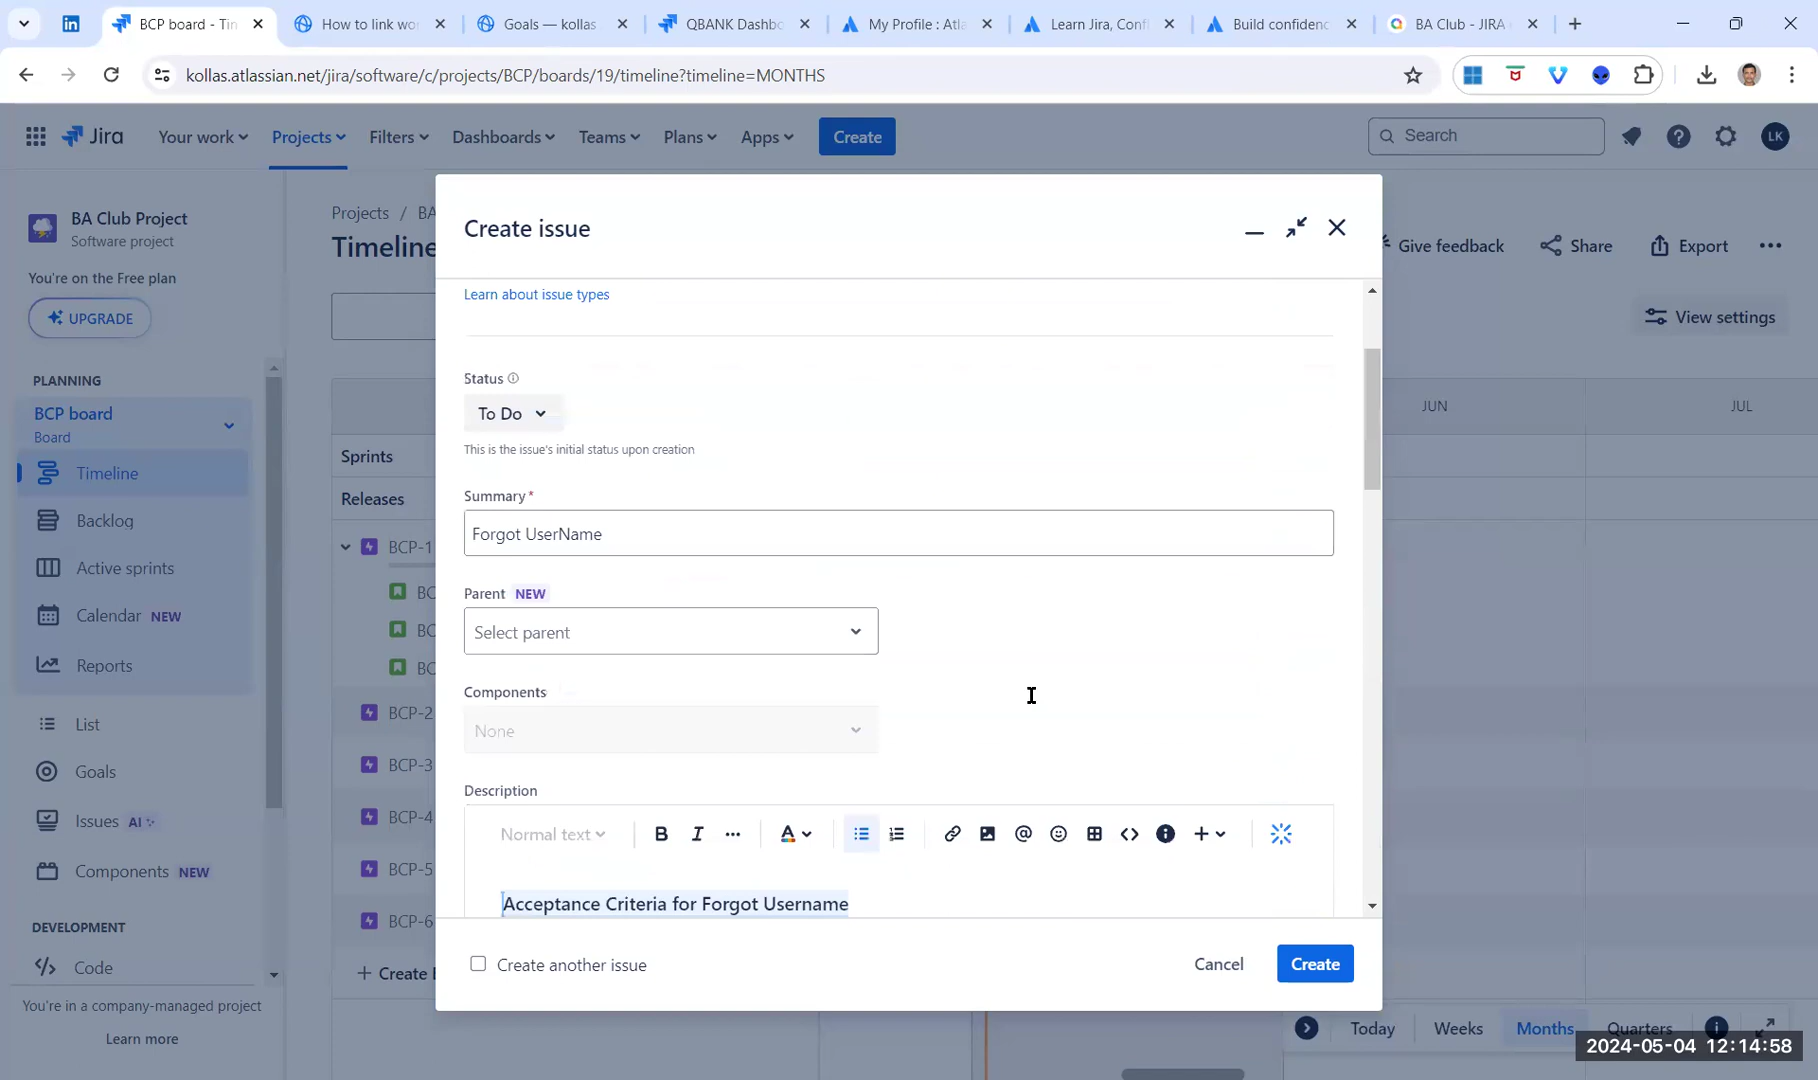 BCP board - Tim
How to link wor
Goals — kollas
QBANK Dashbo
My Profile : Atla
Learn Jira, Confl
Build confidenc
BA Club - JIRA
kollas.atlassian.net/jira/software/c/projects/BCP/boards/19/timeline?timeline=MONTHS
Jira
Your work
Projects
Filters
Dashboards
Teams
Plans
Apps
Create
Search
LK
BA Club Project
Software project
You're on the Free plan
UPGRADE
PLANNING
BCP board
Board
Timeline
Backlog
Active sprints
Calendar NEW
Reports
List
Goals
Issues AI
Components NEW
DEVELOPMENT
Code
You're in a company-managed project
Learn more
Projects / BA
Timeline
Give feedback
Share
Export
View settings
JUN
JUL
Sprints
Releases
BCP-1
BC
BC
BC
BCP-2
BCP-3
BCP-4
BCP-5
BCP-6
+ Create E
Create issue
Learn about issue types
Status
To Do
This is the issue's initial status upon creation
Summary*
Forgot UserName
Parent NEW
Select parent
Components
None
Description
Normal text
Acceptance Criteria for Forgot Username
Create another issue
Cancel
Create
Today
Weeks
Months
Quarters
2024-05-04 12:14:58